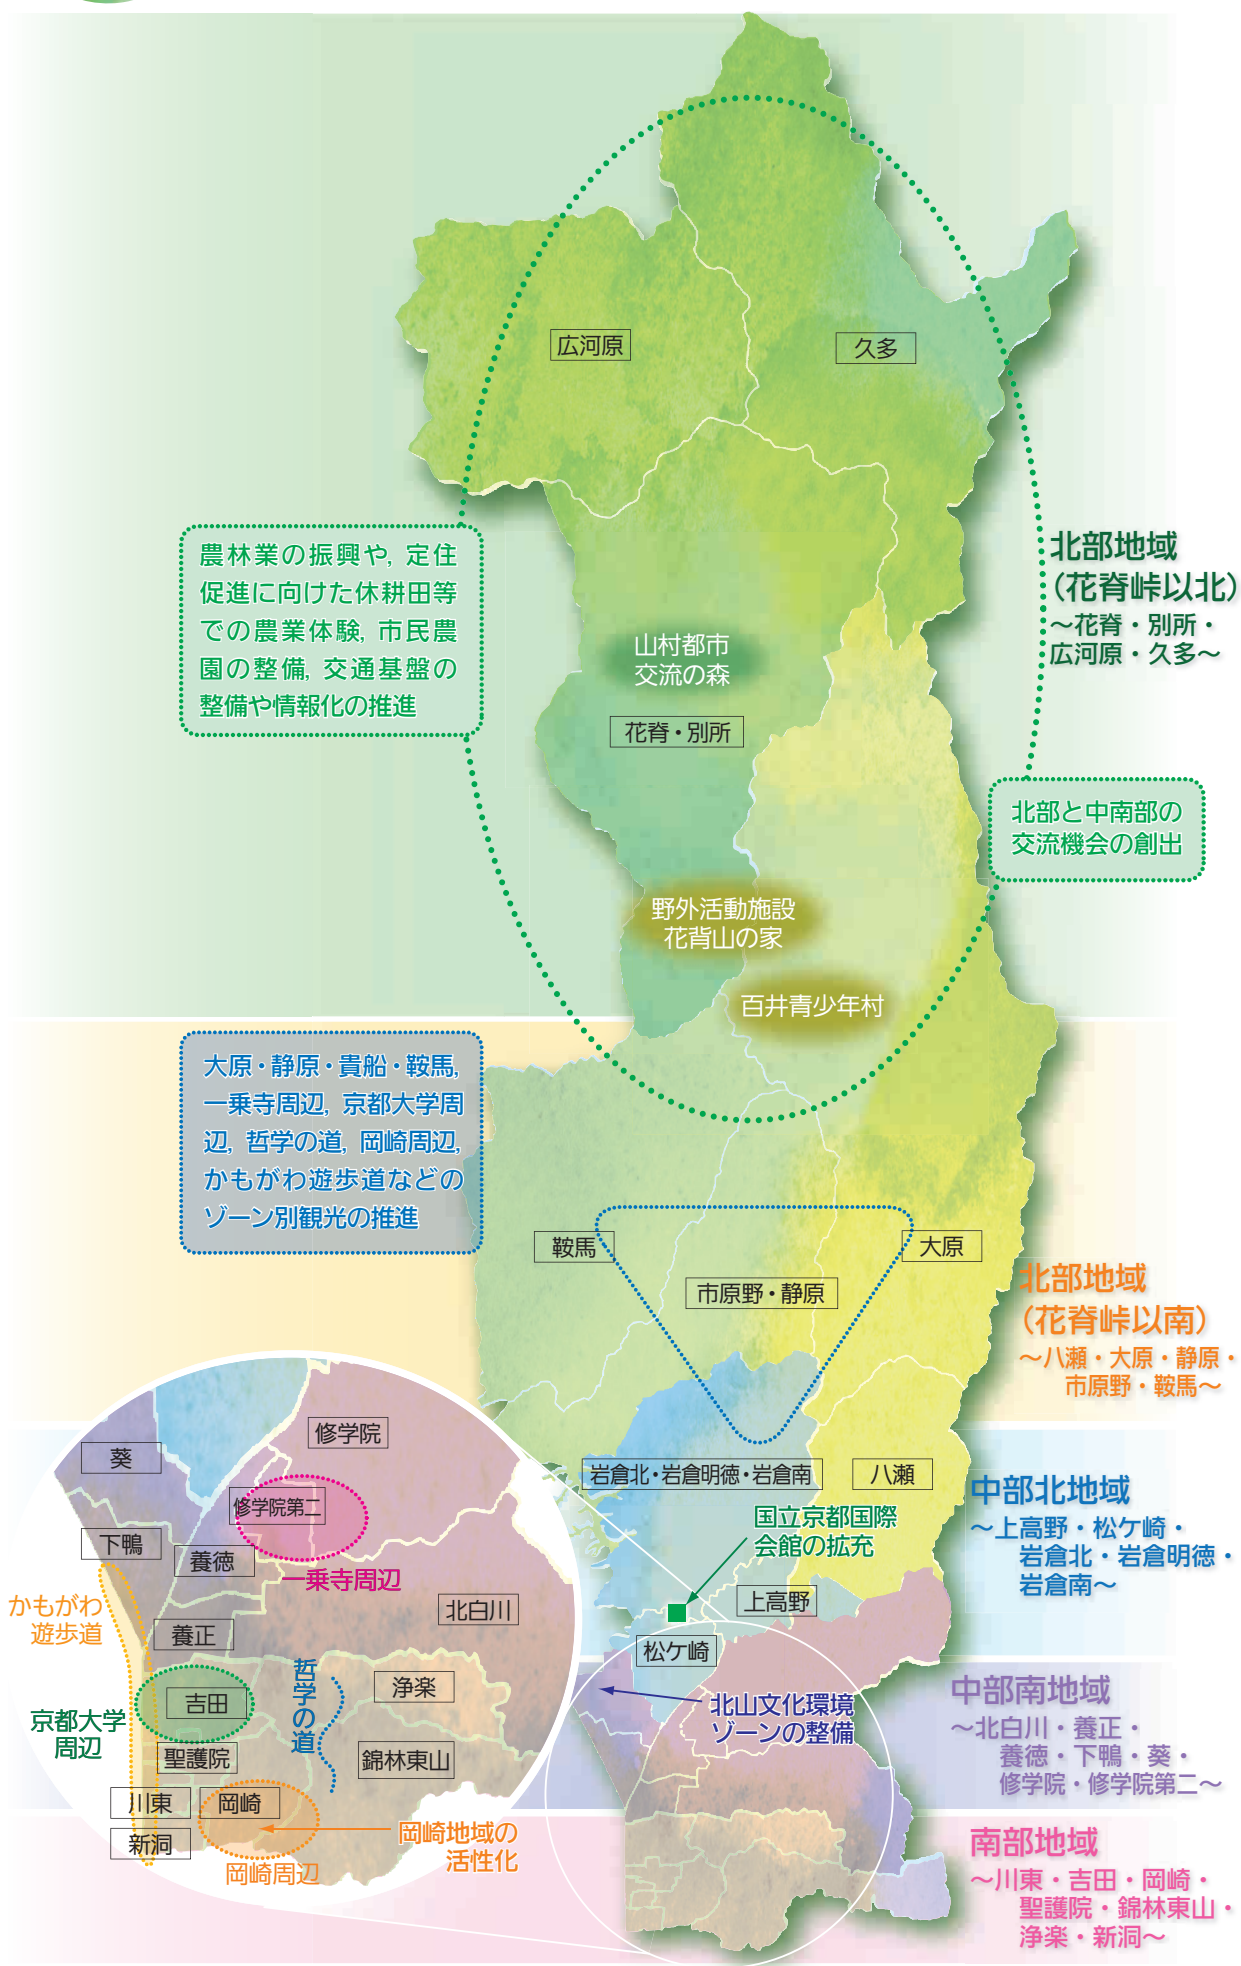 広河原
久多
農林業の振興や, 定住
促進に向けた休耕田等
での農業体験, 市民農
園の整備, 交通基盤の
整備や情報化の推進
北部地域
（花脊峠以北）
～花脊・別所・
広河原・久多～
山村都市
交流の森
花脊・別所
北部と中南部の
交流機会の創出
野外活動施設
花背山の家
百井青少年村
大原・静原・貴船・鞍馬,
一乗寺周辺, 京都大学周
辺, 哲学の道, 岡崎周辺,
かもがわ遊歩道などの
ゾーン別観光の推進
鞍馬
大原
市原野・静原
北部地域
（花脊峠以南）
～八瀬・大原・静原・
市原野・鞍馬～
岩倉北・岩倉明徳・岩倉南
八瀬
国立京都国際
会館の拡充
上高野
松ケ崎
中部北地域
～上高野・松ケ崎・
岩倉北・岩倉明徳・
岩倉南～
北山文化環境
ゾーンの整備
中部南地域
～北白川・養正・
養徳・下鴨・葵・
修学院・修学院第二～
南部地域
～川東・吉田・岡崎・
聖護院・錦林東山・
浄楽・新洞～
修学院
葵
修学院第二
下鴨
養徳
一乗寺周辺
かもがわ
遊歩道
北白川
養正
哲学の道
浄楽
吉田
京都大学
周辺
聖護院
錦林東山
川東
岡崎
新洞
岡崎地域の
活性化
岡崎周辺